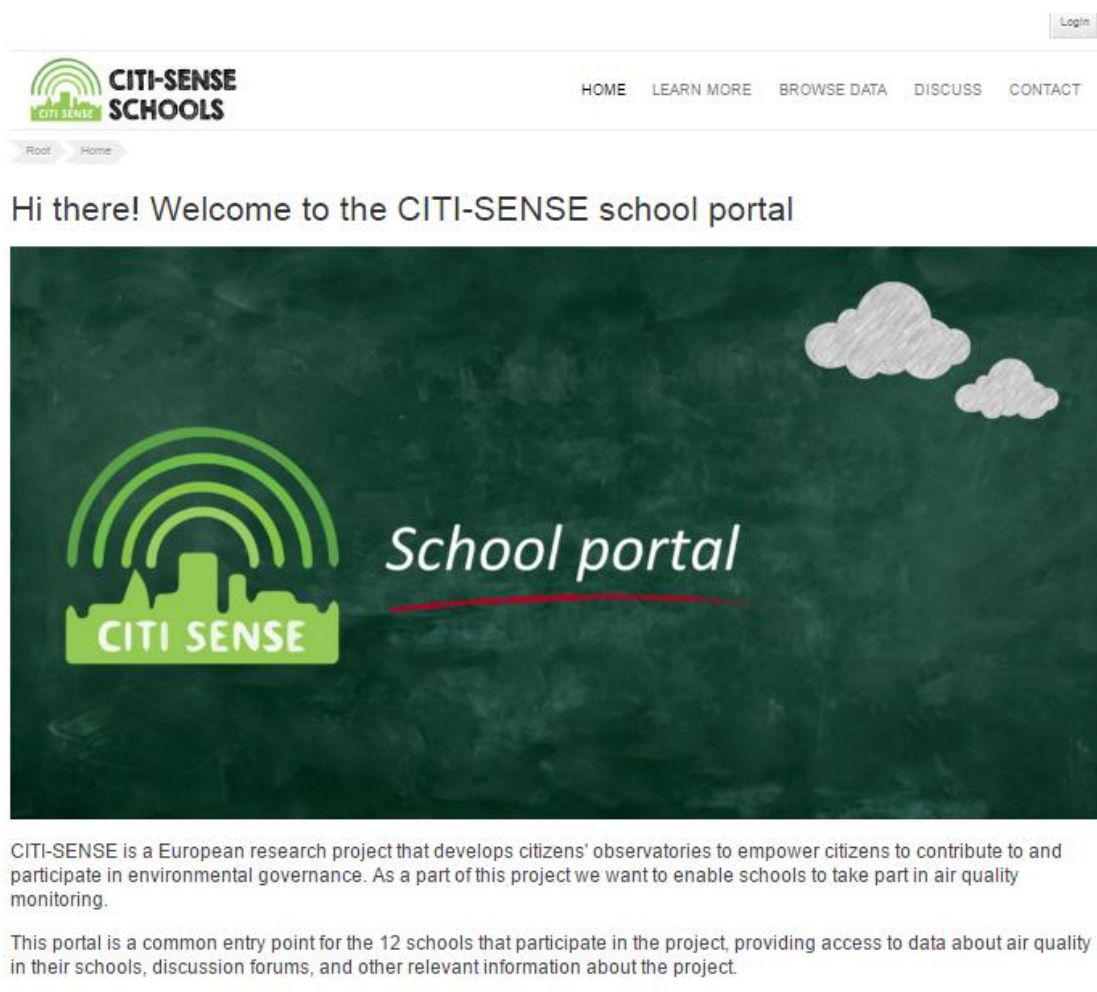 Login
CITI-SENSE
SCHOOLS
CITI SENSE
HOME LEARN MORE BROWSE DATA DISCUSS CONTACT
Root Home
Hi there! Welcome to the CITI-SENSE school portal
School portal
CITI SENSE
CITI-SENSE is a European research project that develops citizens' observatories to empower citizens to contribute to and
participate in environmental governance. As a part of this project we want to enable schools to take part in air quality
monitoring.
This portal is a common entry point for the 12 schools that participate in the project, providing access to data about air quality
in their schools, discussion forums, and other relevant information about the project.